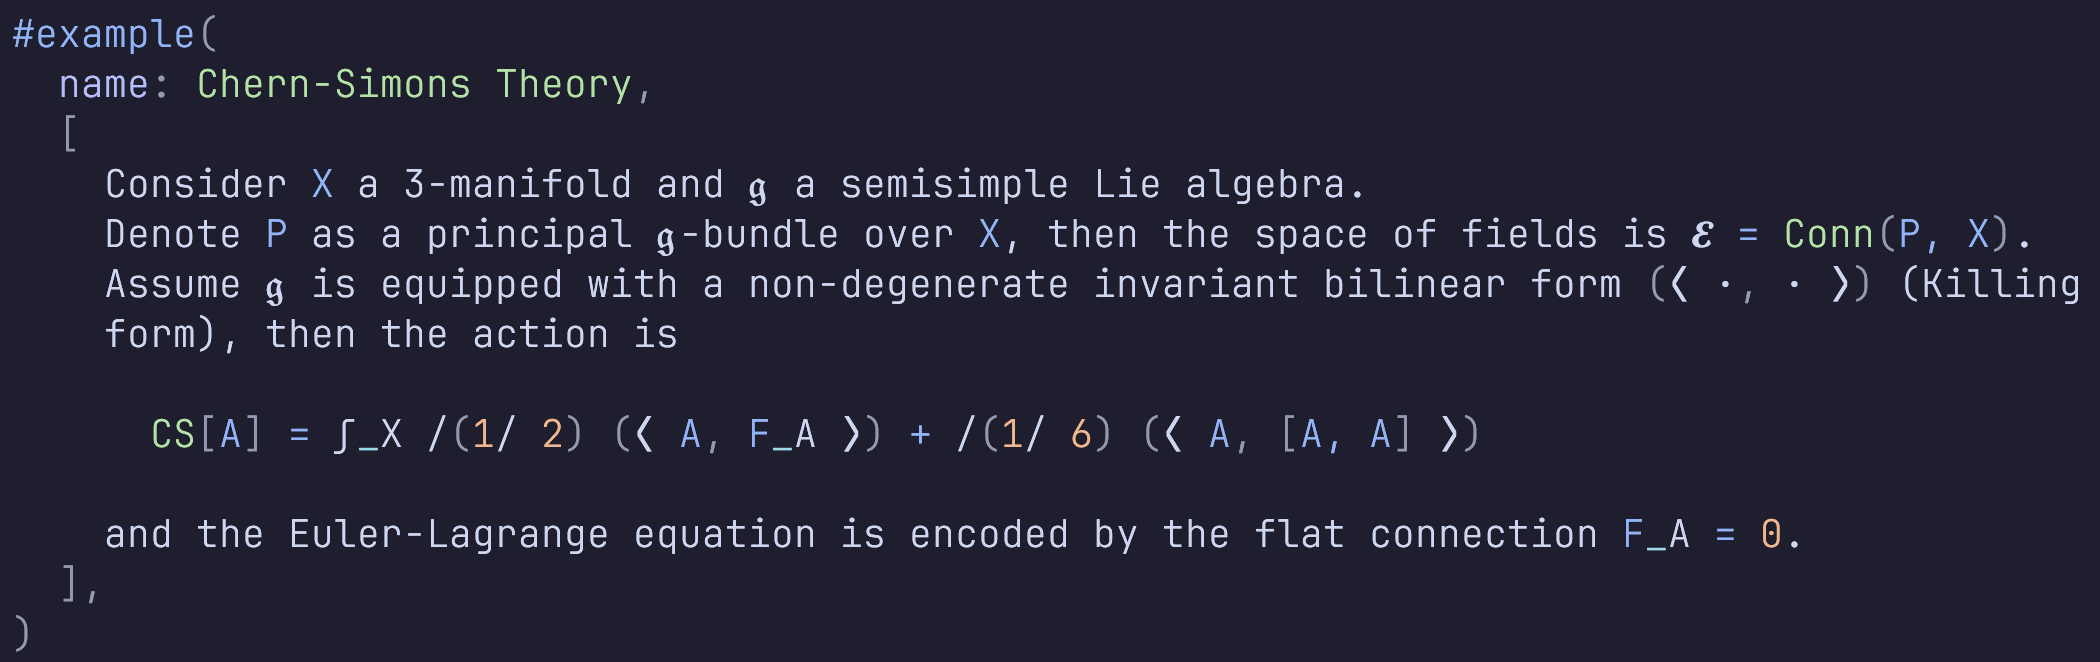 #example(
name: Chern-Simons Theory,
[
Consider X a 3-manifold and 𝖌 a semisimple Lie algebra.
Denote P as a principal 𝖌-bundle over X, then the space of fields is 𝓔 = Conn(P, X).
Assume 𝖌 is equipped with a non-degenerate invariant bilinear form (⟨ ·, · ⟩) (Killing
form), then the action is
CS[A] = ∫_X /(1/ 2) (⟨ A, F_A ⟩) + /(1/ 6) (⟨ A, [A, A] ⟩)
and the Euler-Lagrange equation is encoded by the flat connection F_A = 0.
],
)